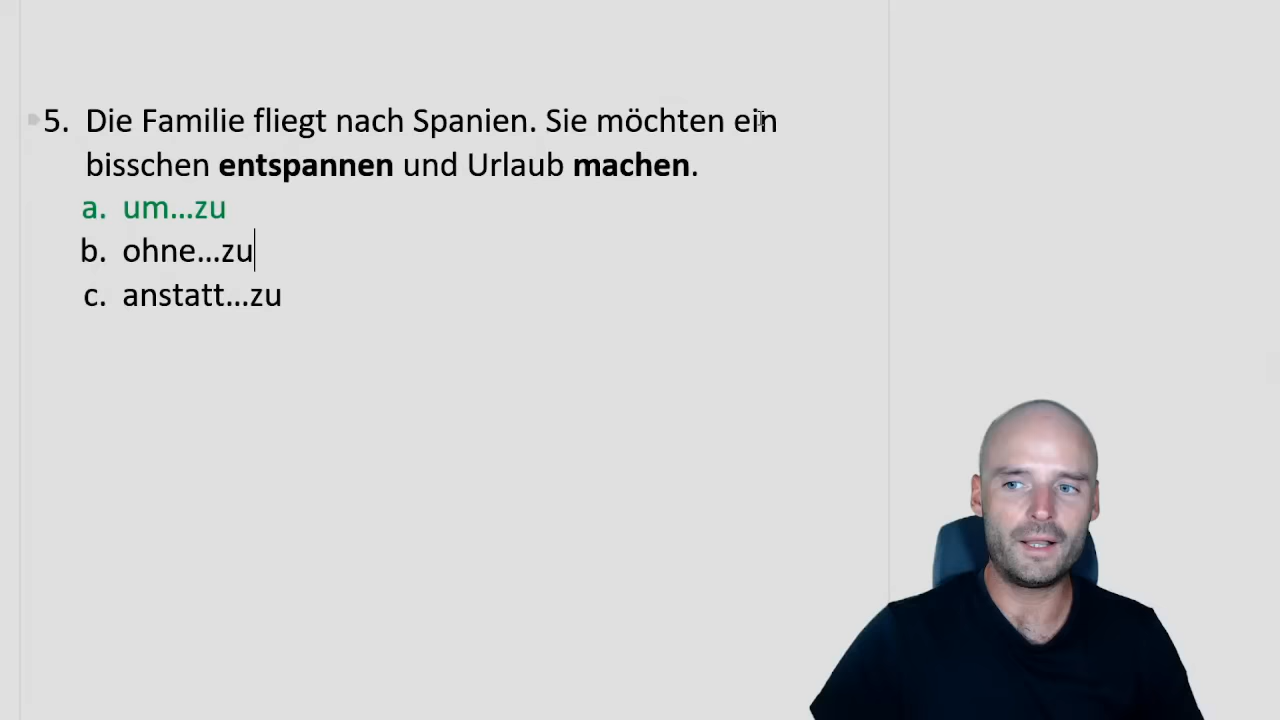 5. Die Familie fliegt nach Spanien. Sie möchten ein
bisschen entspannen und Urlaub machen.
a. um...zu
b. ohne...zu
c. anstatt...zu